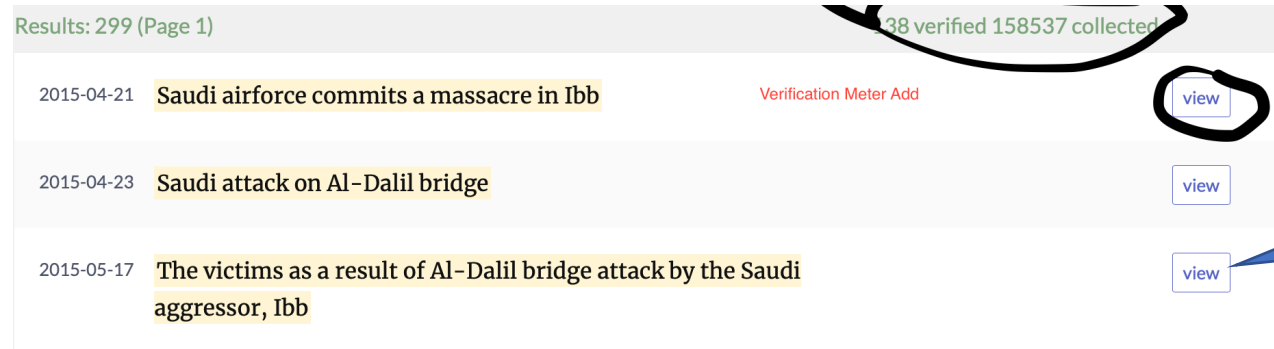 Results: 299 (Page 1)
38 verified 158537 collected
2015-04-21 Saudi airforce commits a massacre in Ibb Verification Meter Add view
2015-04-23 Saudi attack on Al-Dalil bridge view
2015-05-17 The victims as a result of Al-Dalil bridge attack by the Saudi view
aggressor, Ibb